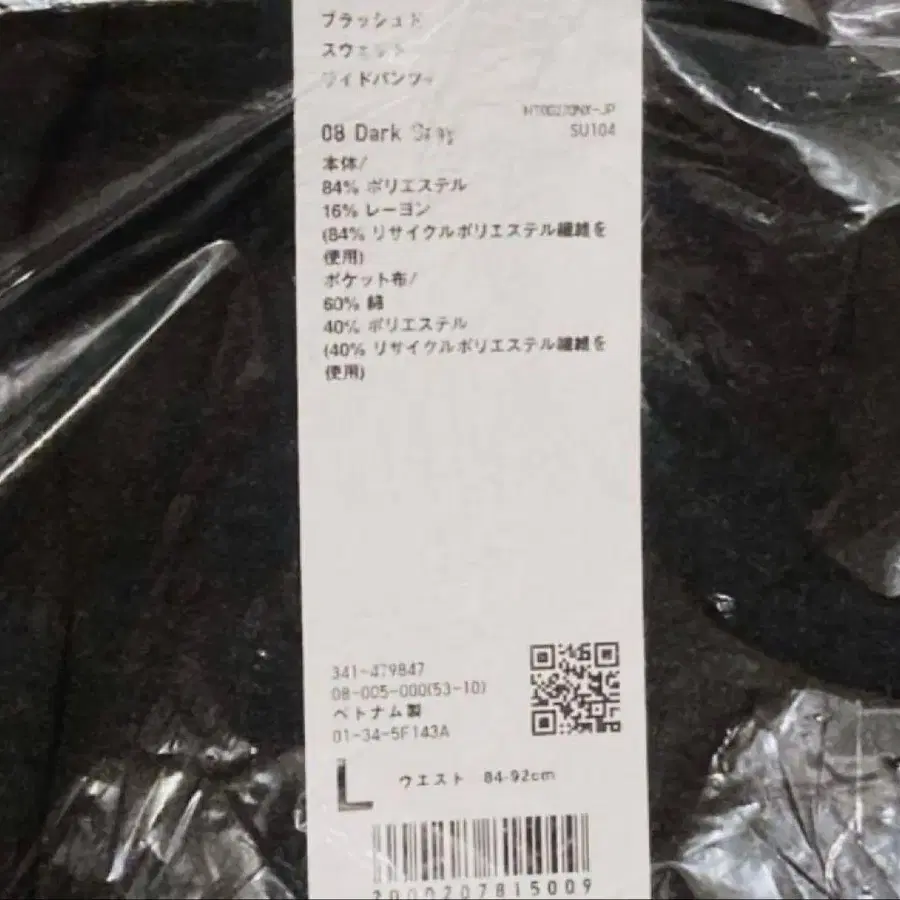 ブラッシュド
スウェット
ワイドパンツ
08 Dark Gray
SU104
本体/
84% ポリエステル
16% レーヨン
(84% リサイクルポリエステル繊維を
使用)
ポケット布/
60% 綿
40% ポリエステル
(40% リサイクルポリエステル繊維を
使用)
341-479847
08-005-000(53-10)
ベトナム製
01-34-5F143A
L ウエスト 84-92cm
2000207815009